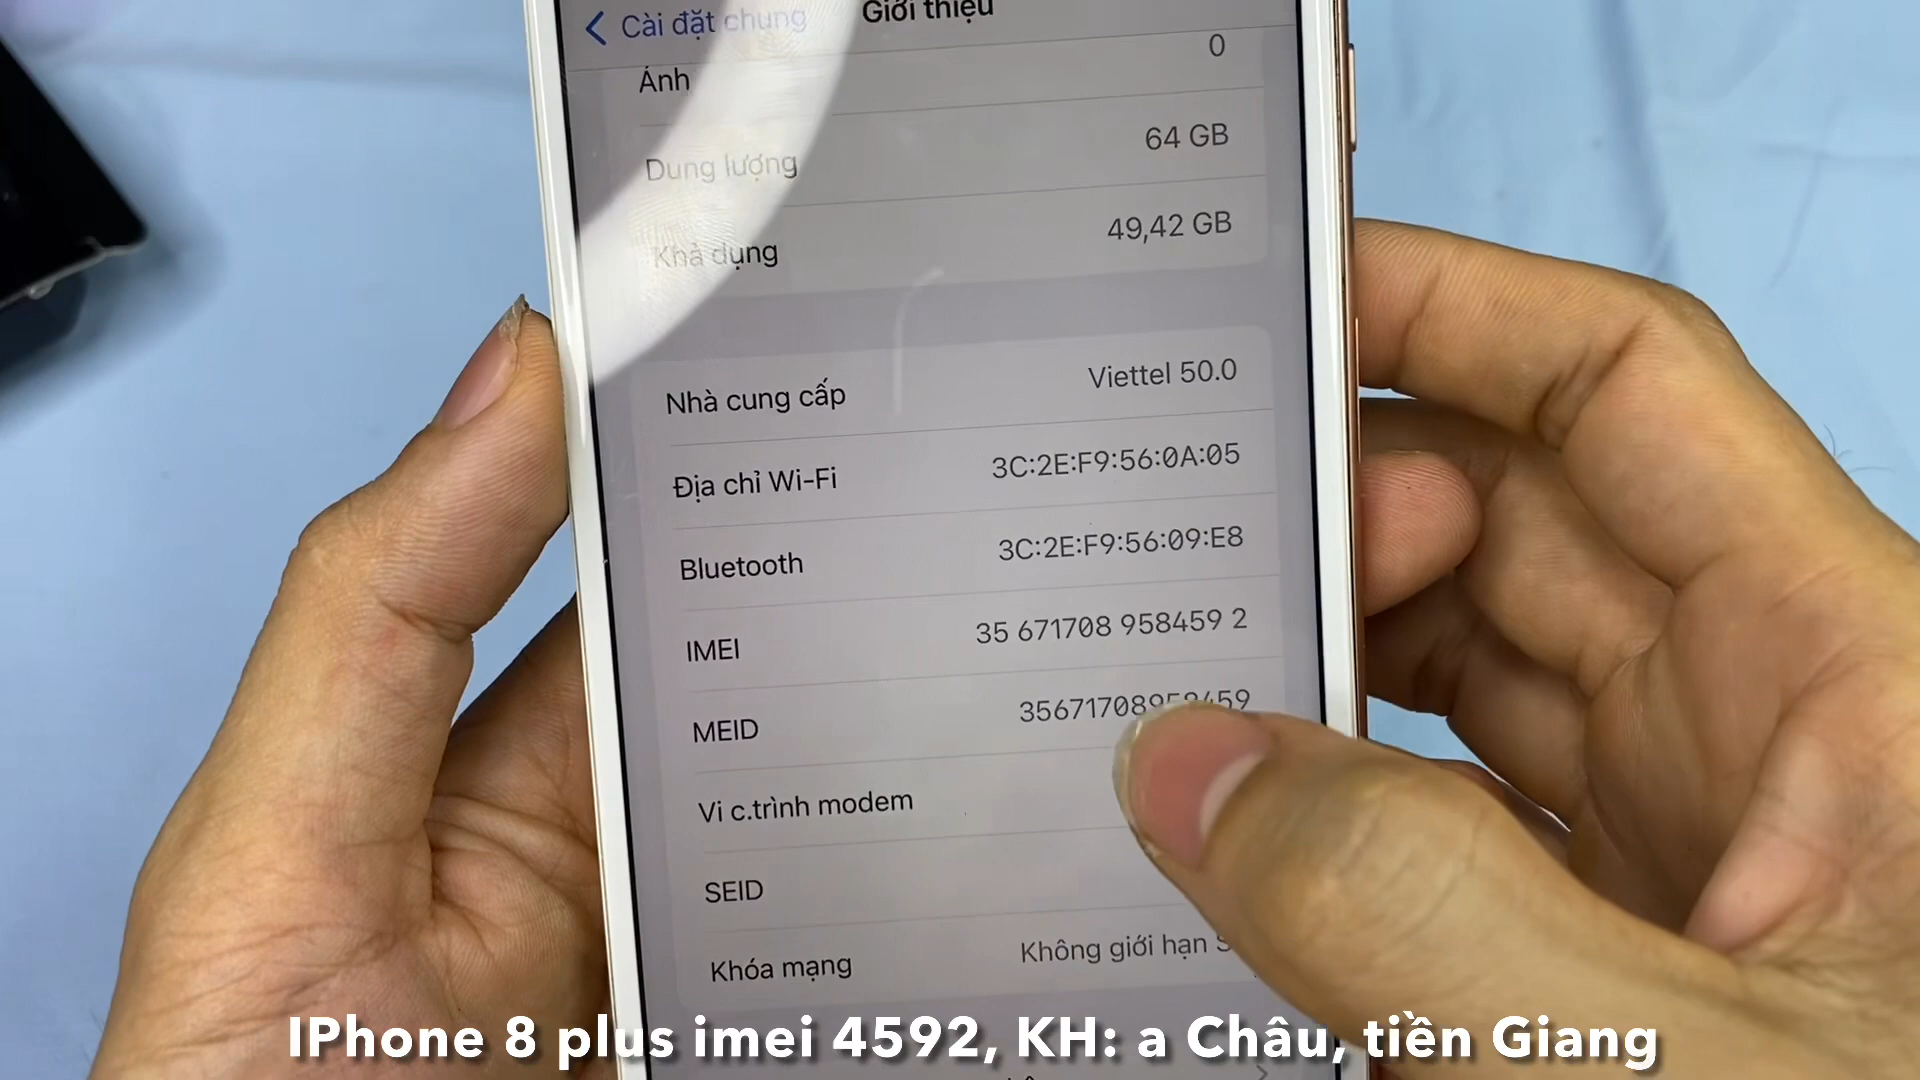 Cài đặt chung
Giới thiệu
Ảnh 0
Dung lượng 64 GB
Khả dụng 49,42 GB
Nhà cung cấp Viettel 50.0
Địa chỉ Wi-Fi 3C:2E:F9:56:0A:05
Bluetooth 3C:2E:F9:56:09:E8
IMEI 35 671708 958459 2
MEID 35671708958459
Vi c.trình modem
SEID
Khóa mạng Không giới hạn S
IPhone 8 plus imei 4592, KH: a Châu, tiền Giang